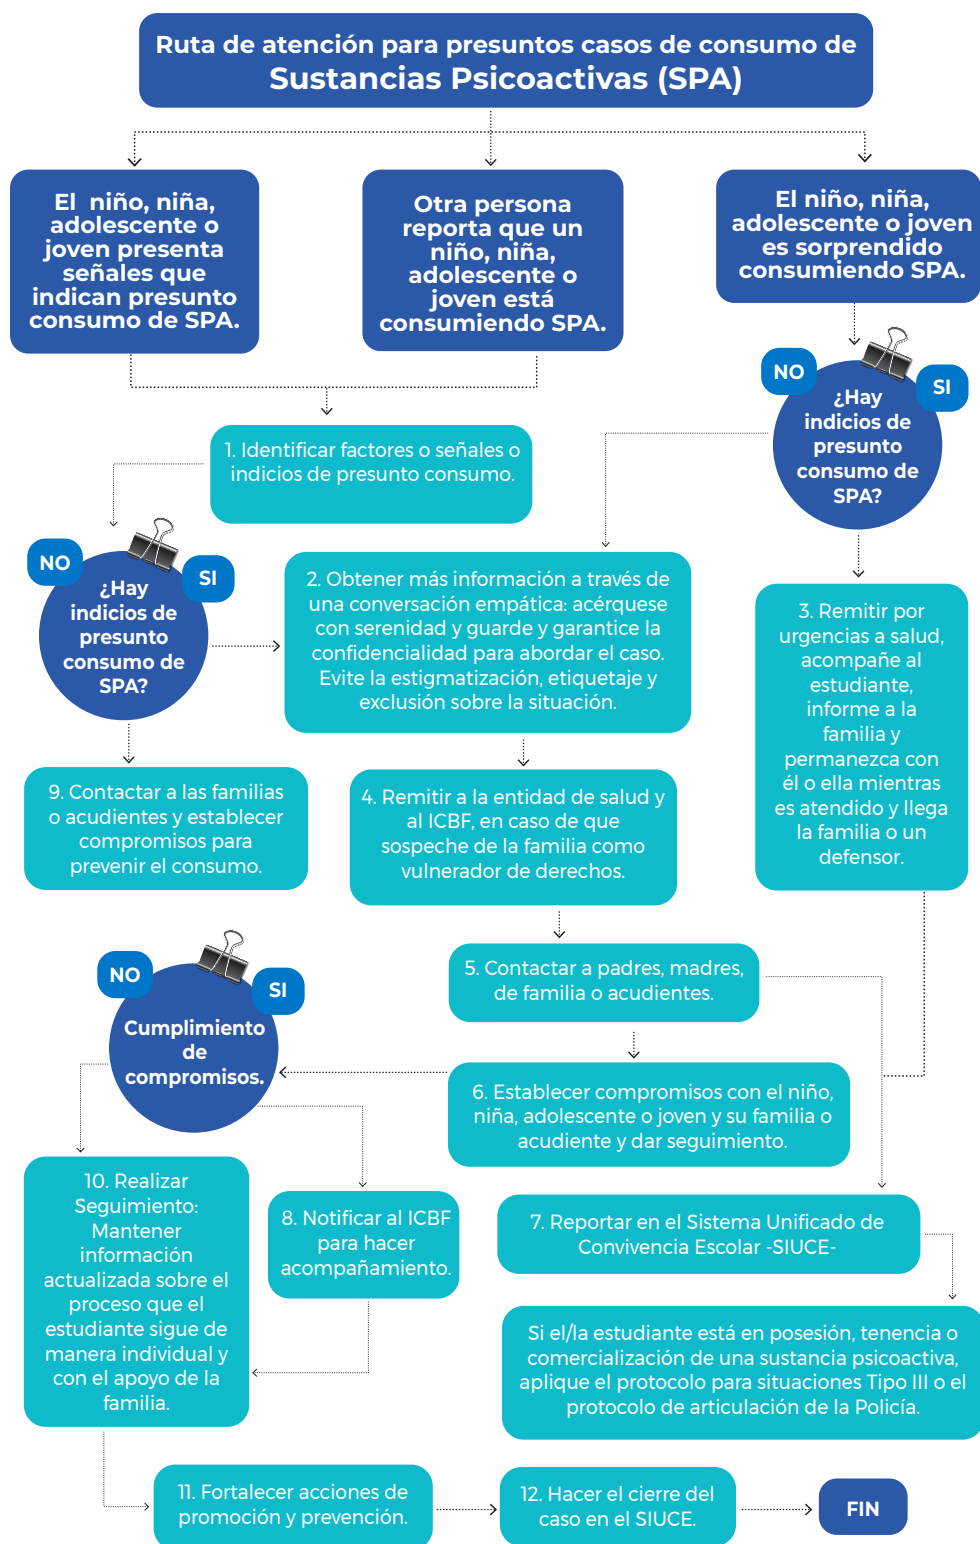 Ruta de atención para presuntos casos de consumo de
Sustancias Psicoactivas (SPA)
El niño, niña,
adolescente o
joven presenta
señales que
indican presunto
consumo de SPA.
Otra persona
reporta que un
niño, niña,
adolescente o
joven está
consumiendo SPA.
El niño, niña,
adolescente o joven
es sorprendido
consumiendo SPA.
NO
SI
¿Hay
indicios de
presunto
consumo de
SPA?
1. Identificar factores o señales o
indicios de presunto consumo.
NO
SI
¿Hay
indicios de
presunto
consumo de
SPA?
2. Obtener más información a través de
una conversación empática: acérquese
con serenidad y guarde y garantice la
confidencialidad para abordar el caso.
Evite la estigmatización, etiquetaje y
exclusión sobre la situación.
3. Remitir por
urgencias a salud,
acompañe al
estudiante,
informe a la
familia y
permanezca con
él o ella mientras
es atendido y llega
la familia o un
defensor.
9. Contactar a las familias
o acudientes y establecer
compromisos para
prevenir el consumo.
4. Remitir a la entidad de salud y
al ICBF, en caso de que
sospeche de la familia como
vulnerador de derechos.
NO
SI
Cumplimiento
de
compromisos.
5. Contactar a padres, madres,
de familia o acudientes.
6. Establecer compromisos con el niño,
niña, adolescente o joven y su familia o
acudiente y dar seguimiento.
10. Realizar
Seguimiento:
Mantener
información
actualizada sobre el
proceso que el
estudiante sigue de
manera individual y
con el apoyo de la
familia.
8. Notificar al ICBF
para hacer
acompañamiento.
7. Reportar en el Sistema Unificado de
Convivencia Escolar -SIUCE-
Si el/la estudiante está en posesión, tenencia o
comercialización de una sustancia psicoactiva,
aplique el protocolo para situaciones Tipo III o el
protocolo de articulación de la Policía.
11. Fortalecer acciones de
promoción y prevención.
12. Hacer el cierre del
caso en el SIUCE.
FIN